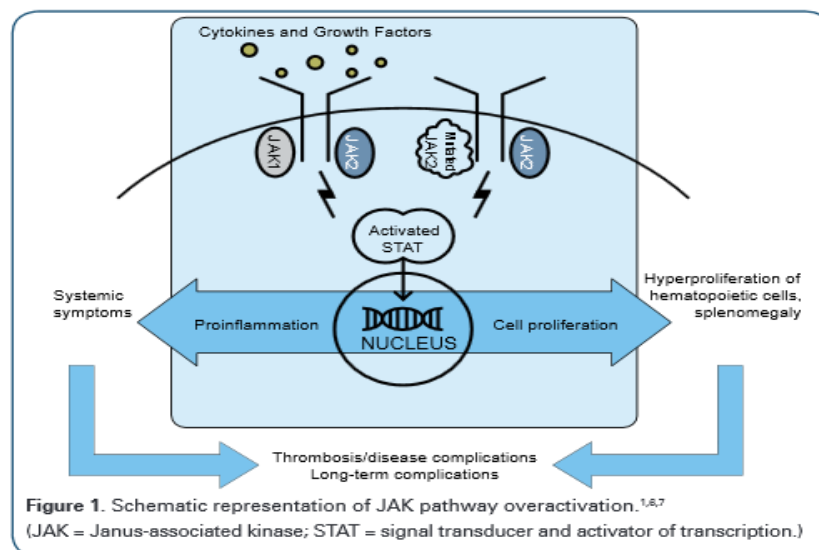 Cytokines and Growth Factors
JAK1
JAK2
Mutated
JAK2
JAK2
Activated
STAT
Systemic
symptoms
Proinflammation
NUCLEUS
Cell proliferation
Hyperproliferation of
hematopoietic cells,
splenomegaly
Thrombosis/disease complications
Long-term complications
Figure 1. Schematic representation of JAK pathway overactivation.1,6,7
(JAK = Janus-associated kinase; STAT = signal transducer and activator of transcription.)